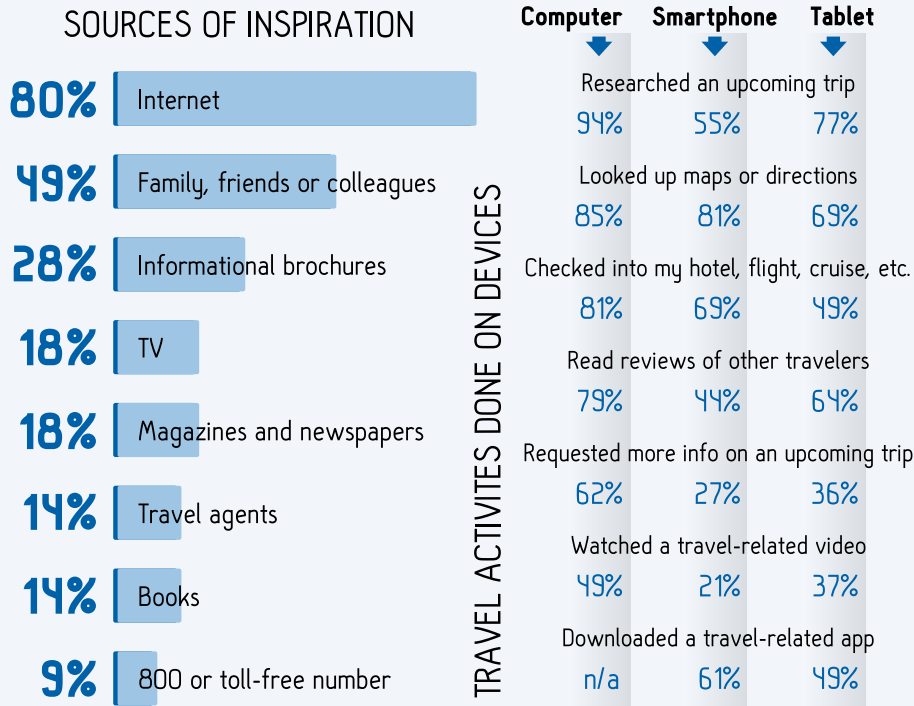 SOURCES OF INSPIRATION
80% Internet
49% Family, friends or colleagues
28% Informational brochures
18% TV
18% Magazines and newspapers
14% Travel agents
14% Books
9% 800 or toll-free number
TRAVEL ACTIVITES DONE ON DEVICES
Computer Smartphone Tablet
Researched an upcoming trip
94% 55% 77%
Looked up maps or directions
85% 81% 69%
Checked into my hotel, flight, cruise, etc.
81% 69% 49%
Read reviews of other travelers
79% 44% 64%
Requested more info on an upcoming trip
62% 27% 36%
Watched a travel-related video
49% 21% 37%
Downloaded a travel-related app
n/a 61% 49%